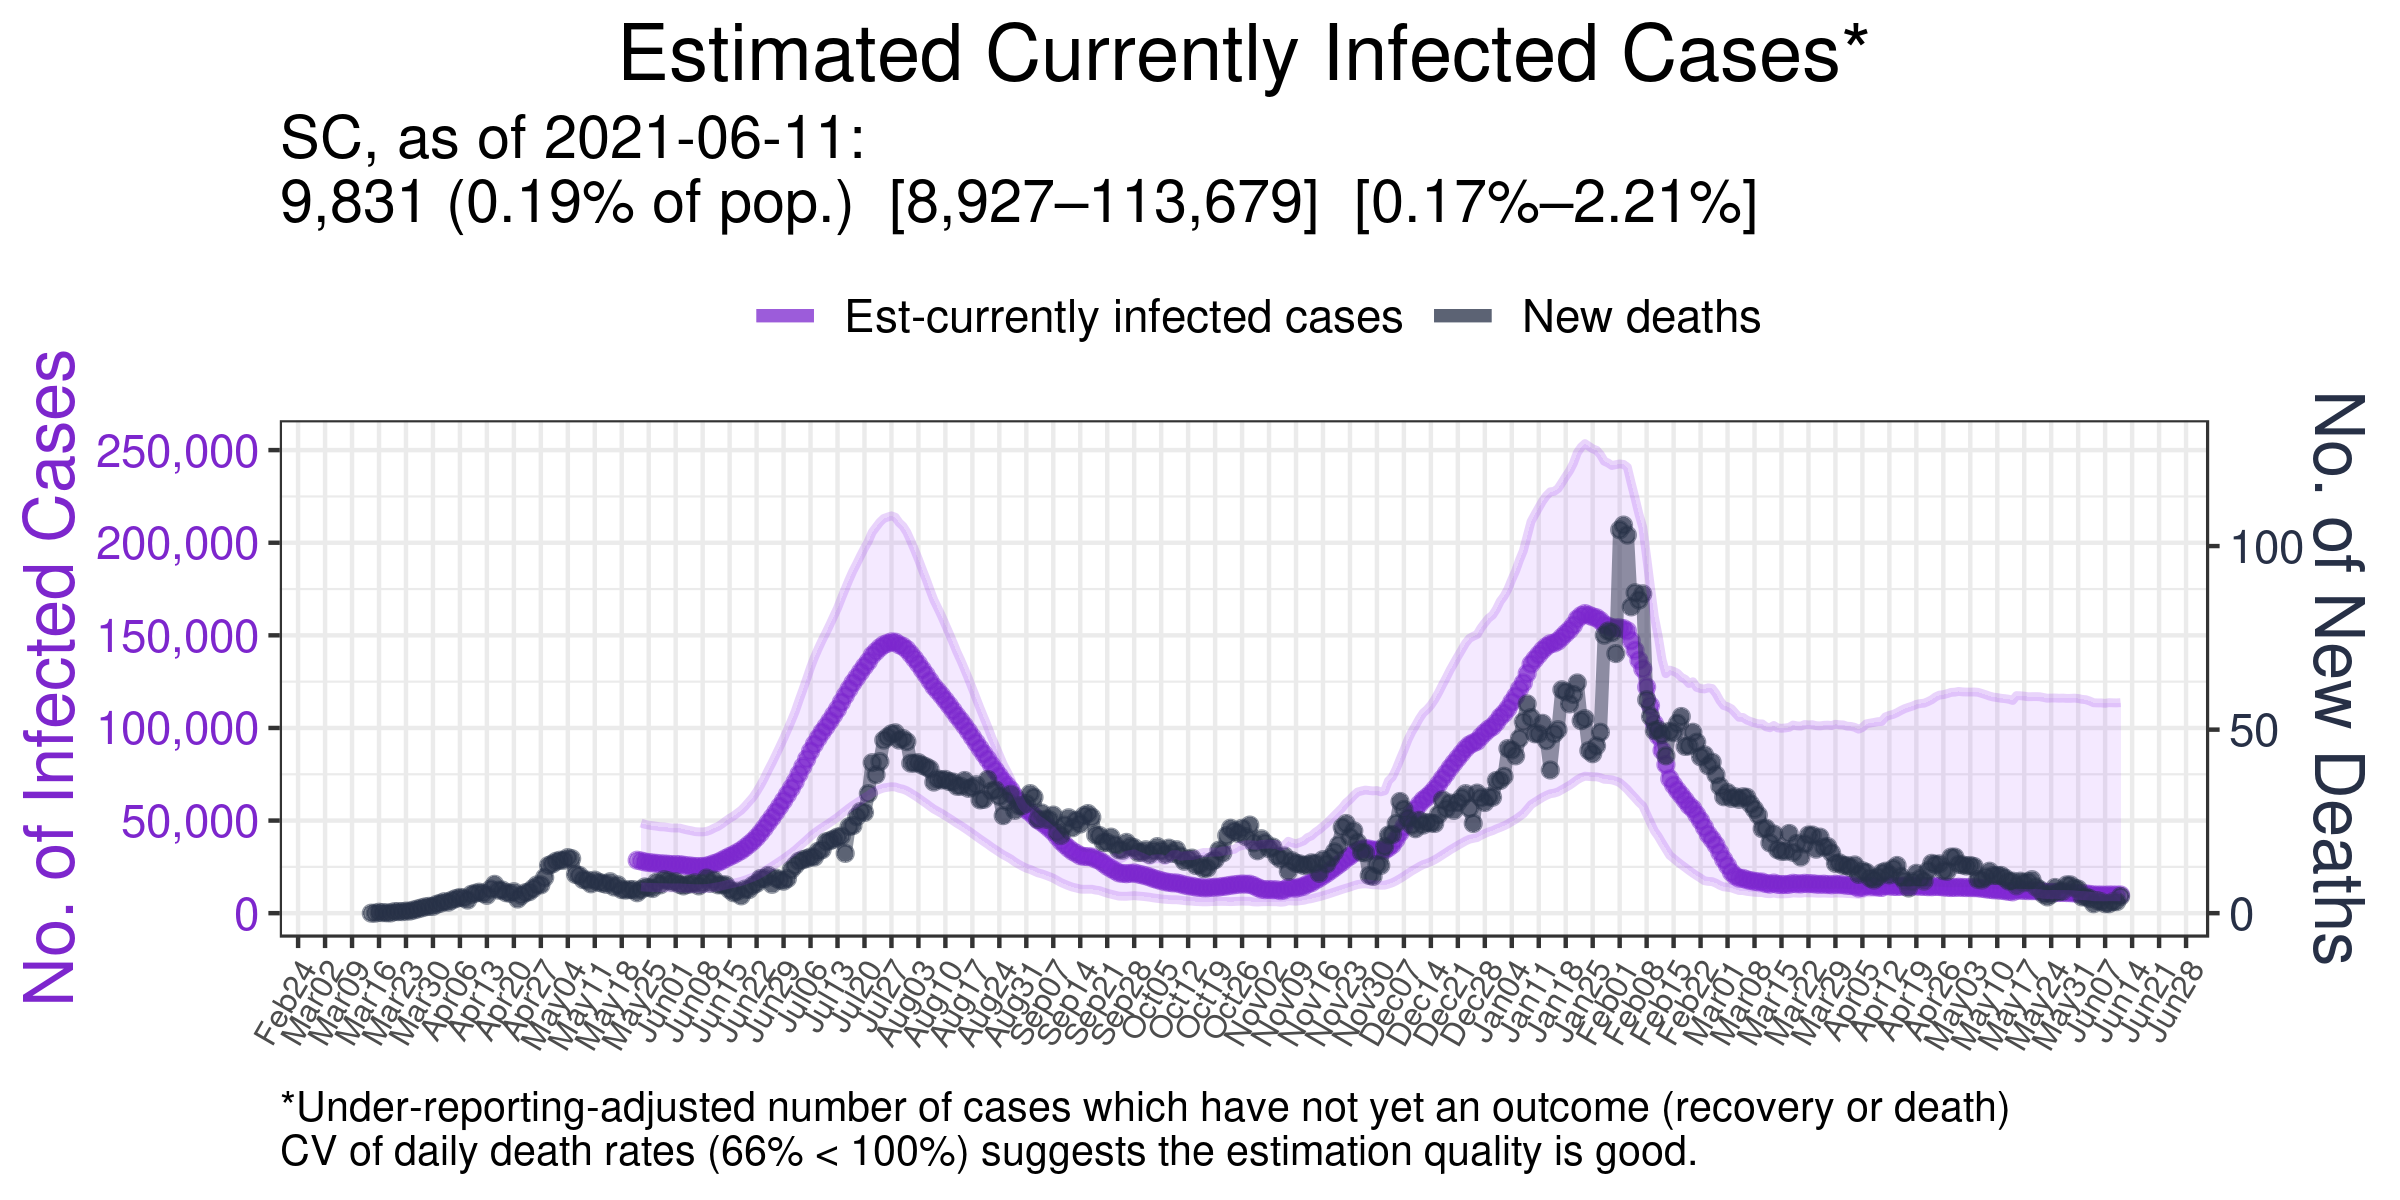 Estimated Currently Infected Cases*
SC, as of 2021-06-11:
9,831 (0.19% of pop.) [8,927–113,679] [0.17%–2.21%]
Est-currently infected cases
New deaths
No. of Infected Cases
250,000
200,000
150,000
100,000
50,000
0
100
50
0
No. of New Deaths
Feb24
Mar02
Mar09
Mar16
Mar23
Mar30
Apr06
Apr13
Apr20
Apr27
May04
May11
May18
May25
Jun01
Jun08
Jun15
Jun22
Jun29
Jul06
Jul13
Jul20
Jul27
Aug03
Aug10
Aug17
Aug24
Aug31
Sep07
Sep14
Sep21
Sep28
Oct05
Oct12
Oct19
Oct26
Nov02
Nov09
Nov16
Nov23
Nov30
Dec07
Dec14
Dec21
Dec28
Jan04
Jan11
Jan18
Jan25
Feb01
Feb08
Feb15
Feb22
Mar01
Mar08
Mar15
Mar22
Mar29
Apr05
Apr12
Apr19
Apr26
May03
May10
May17
May24
May31
Jun07
Jun14
Jun21
Jun28
*Under-reporting-adjusted number of cases which have not yet an outcome (recovery or death)
CV of daily death rates (66% < 100%) suggests the estimation quality is good.